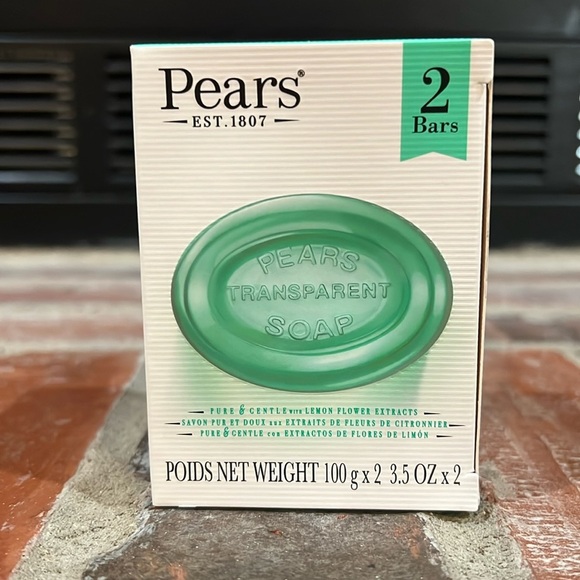 Pears®
EST.1807
2
Bars
PEARS
TRANSPARENT
SOAP
PURE & GENTLE WITH LEMON FLOWER EXTRACTS
SAVON PUR ET DOUX aux EXTRAITS DE FLEURS DE CITRONNIER
PURE & GENTLE con EXTRACTOS DE FLORES DE LIMÓN
POIDS NET WEIGHT 100 g x 2 3.5 OZ x 2